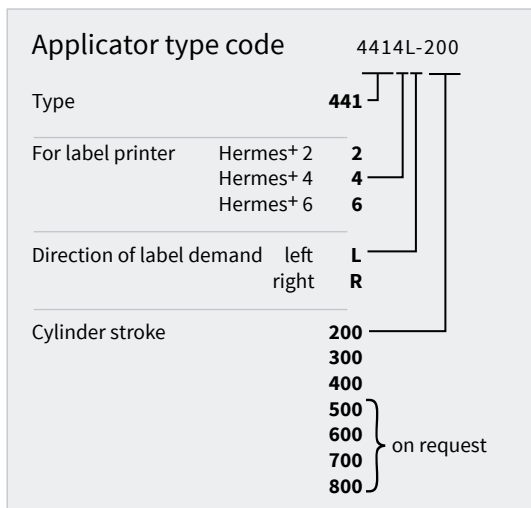 Applicator type code 4414L-200
Type 441
For label printer Hermes+ 2 2
Hermes+ 4 4
Hermes+ 6 6
Direction of label demand left L
right R
Cylinder stroke 200
300
400
500
600
on request
700
800